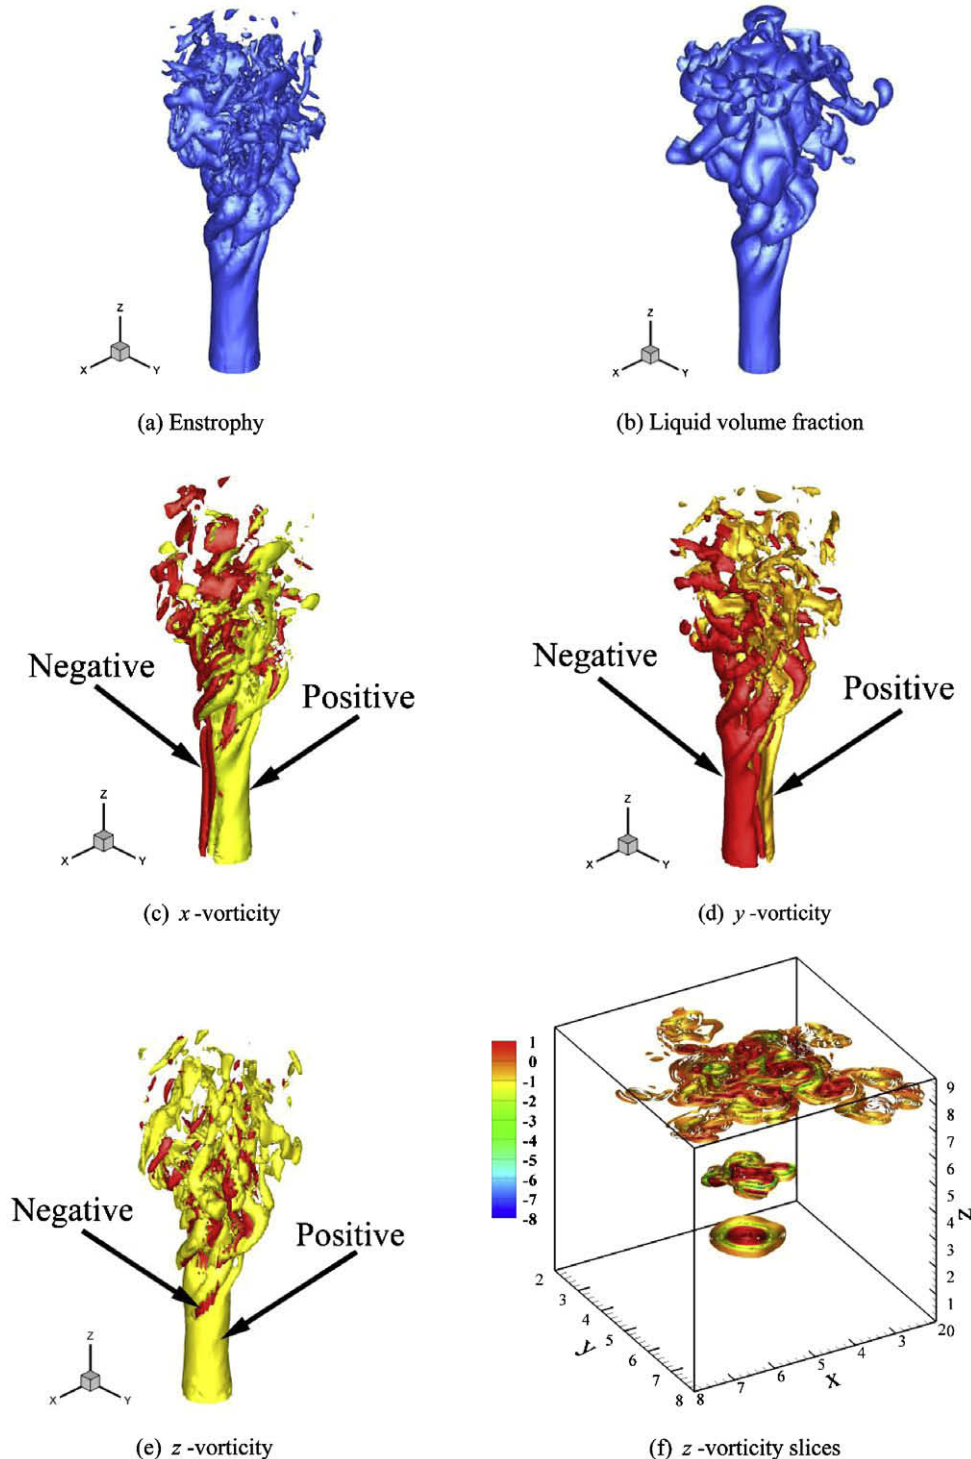 Z
X
Y
(a) Enstrophy
Z
X
Y
(b) Liquid volume fraction
Negative
Positive
Z
X
Y
(c) x -vorticity
Negative
Positive
Z
X
Y
(d) y -vorticity
Negative
Positive
Z
X
Y
(e) z -vorticity
1
0
-1
-2
-3
-4
-5
-6
-7
-8
2
3
4
5
6
7
8
y
8
7
6
5
4
3
20
x
1
2
3
4
5
6
7
8
9
z
(f) z -vorticity slices